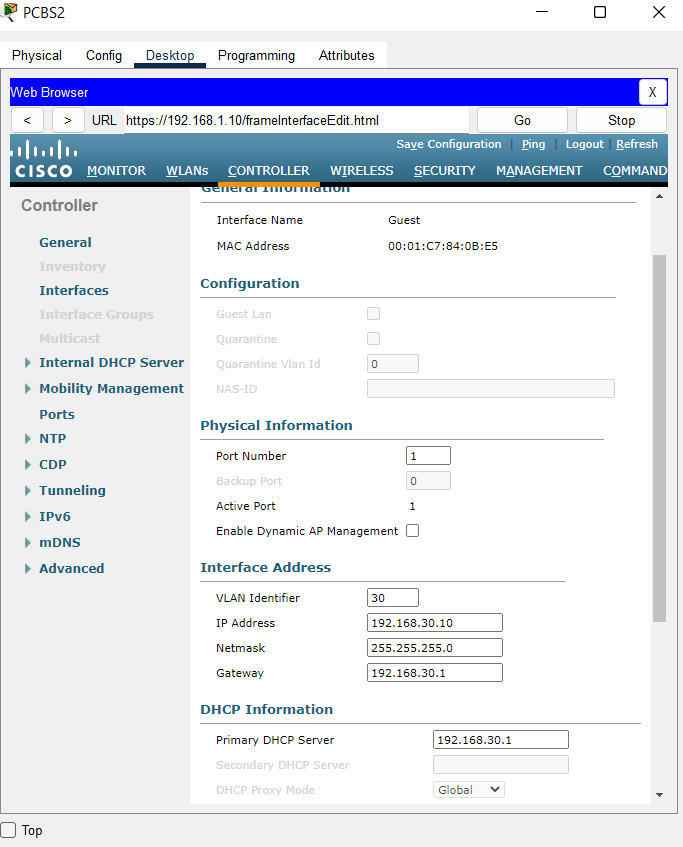 PCBS2
Physical Config Desktop Programming Attributes
Web Browser X
< > URL https://192.168.1.10/frameInterfaceEdit.html Go Stop
Save Configuration | Ping | Logout | Refresh
CISCO MONITOR WLANs CONTROLLER WIRELESS SECURITY MANAGEMENT COMMAND
Controller
General
Inventory
Interfaces
Interface Groups
Multicast
Internal DHCP Server
Mobility Management
Ports
NTP
CDP
Tunneling
IPv6
mDNS
Advanced
General Information
Interface Name Guest
MAC Address 00:01:C7:84:0B:E5
Configuration
Guest Lan
Quarantine
Quarantine Vlan Id 0
NAS-ID
Physical Information
Port Number 1
Backup Port 0
Active Port 1
Enable Dynamic AP Management
Interface Address
VLAN Identifier 30
IP Address 192.168.30.10
Netmask 255.255.255.0
Gateway 192.168.30.1
DHCP Information
Primary DHCP Server 192.168.30.1
Secondary DHCP Server
DHCP Proxy Mode Global
Top